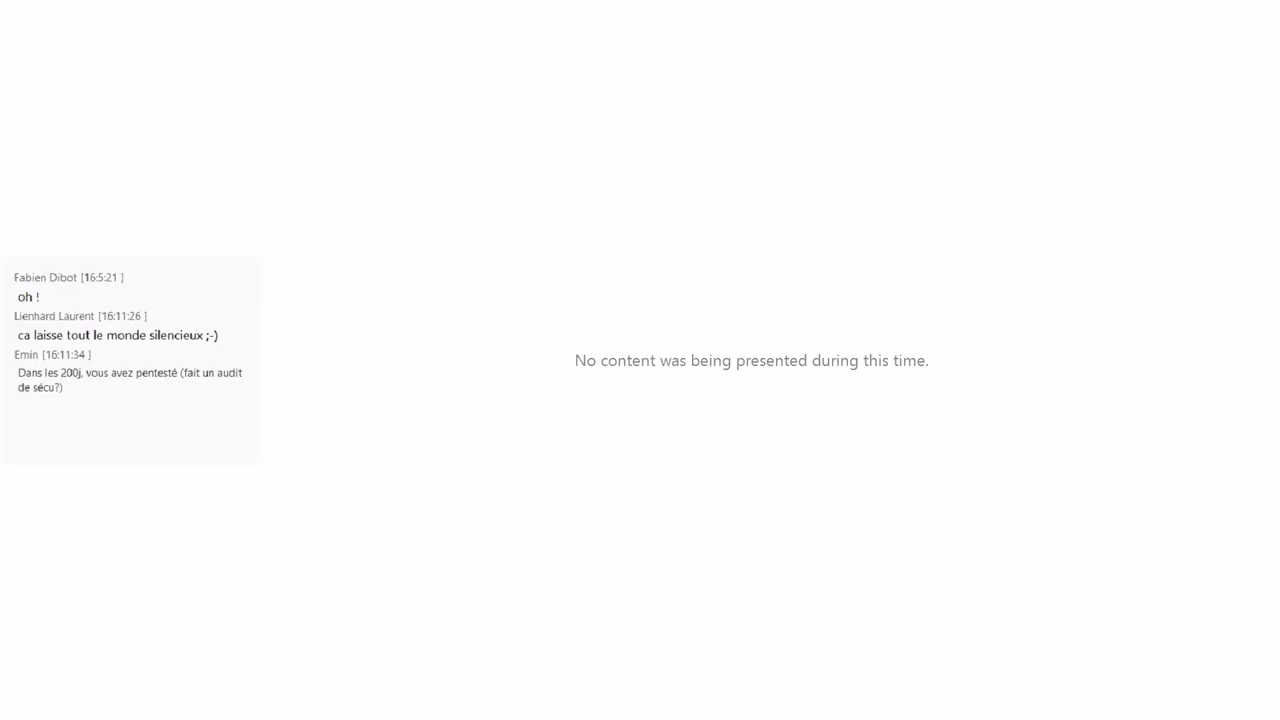 Fabien Dibot [16:5:21 ]
oh !
Lienhard Laurent [16:11:26 ]
ca laisse tout le monde silencieux ;-)
Emin [16:11:34 ]
Dans les 200j, vous avez pentesté (fait un audit
de sécu?)
No content was being presented during this time.